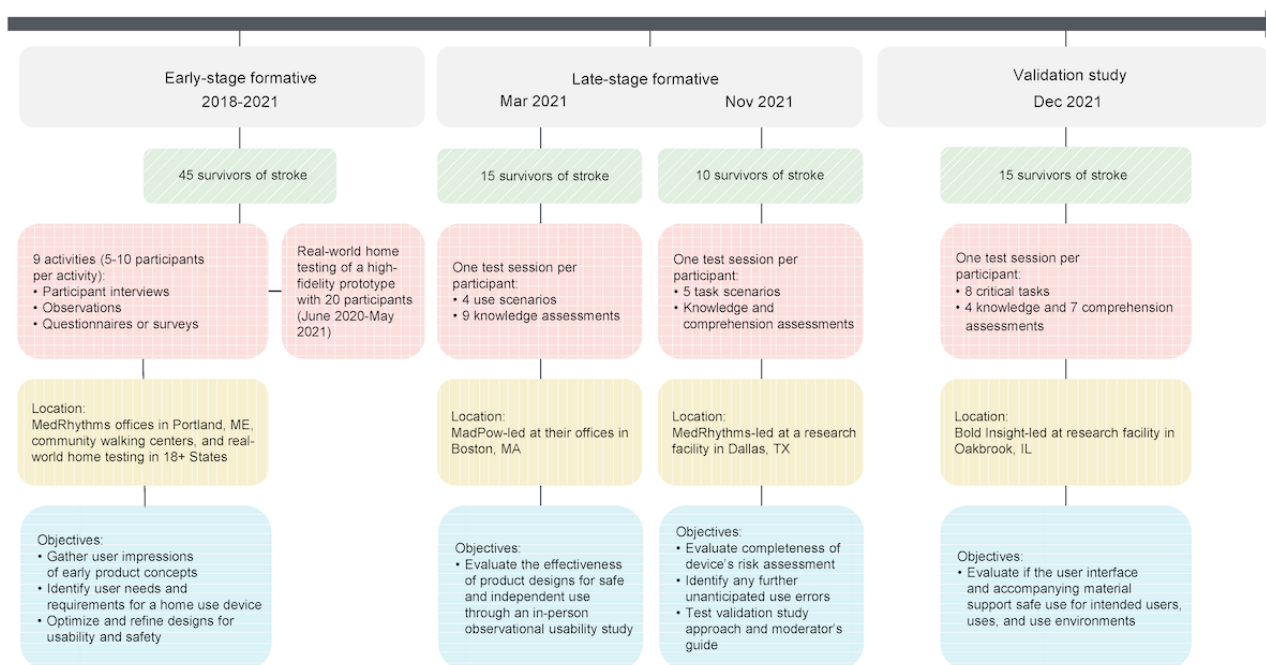 Early-stage formative
2018-2021
Late-stage formative
Mar 2021
Nov 2021
Validation study
Dec 2021
45 survivors of stroke
15 survivors of stroke
10 survivors of stroke
15 survivors of stroke
9 activities (5-10 participants
per activity):
• Participant interviews
• Observations
• Questionnaires or surveys
Real-world home
testing of a high-
fidelity prototype
with 20 participants
(June 2020-May
2021)
One test session per
participant:
• 4 use scenarios
• 9 knowledge assessments
One test session per
participant:
• 5 task scenarios
• Knowledge and
comprehension assessments
One test session per
participant:
• 8 critical tasks
• 4 knowledge and 7 comprehension
assessments
Location:
MedRhythms offices in Portland, ME,
community walking centers, and real-
world home testing in 18+ States
Location:
MadPow-led at their offices in
Boston, MA
Location:
MedRhythms-led at a research
facility in Dallas, TX
Location:
Bold Insight-led at research facility in
Oakbrook, IL
Objectives:
• Gather user impressions
of early product concepts
• Identify user needs and
requirements for a home use device
• Optimize and refine designs for
usability and safety
Objectives:
• Evaluate the effectiveness
of product designs for safe
and independent use
through an in-person
observational usability study
Objectives:
• Evaluate completeness of
device's risk assessment
• Identify any further
unanticipated use errors
• Test validation study
approach and moderator's
guide
Objectives:
• Evaluate if the user interface
and accompanying material
support safe use for intended users,
uses, and use environments